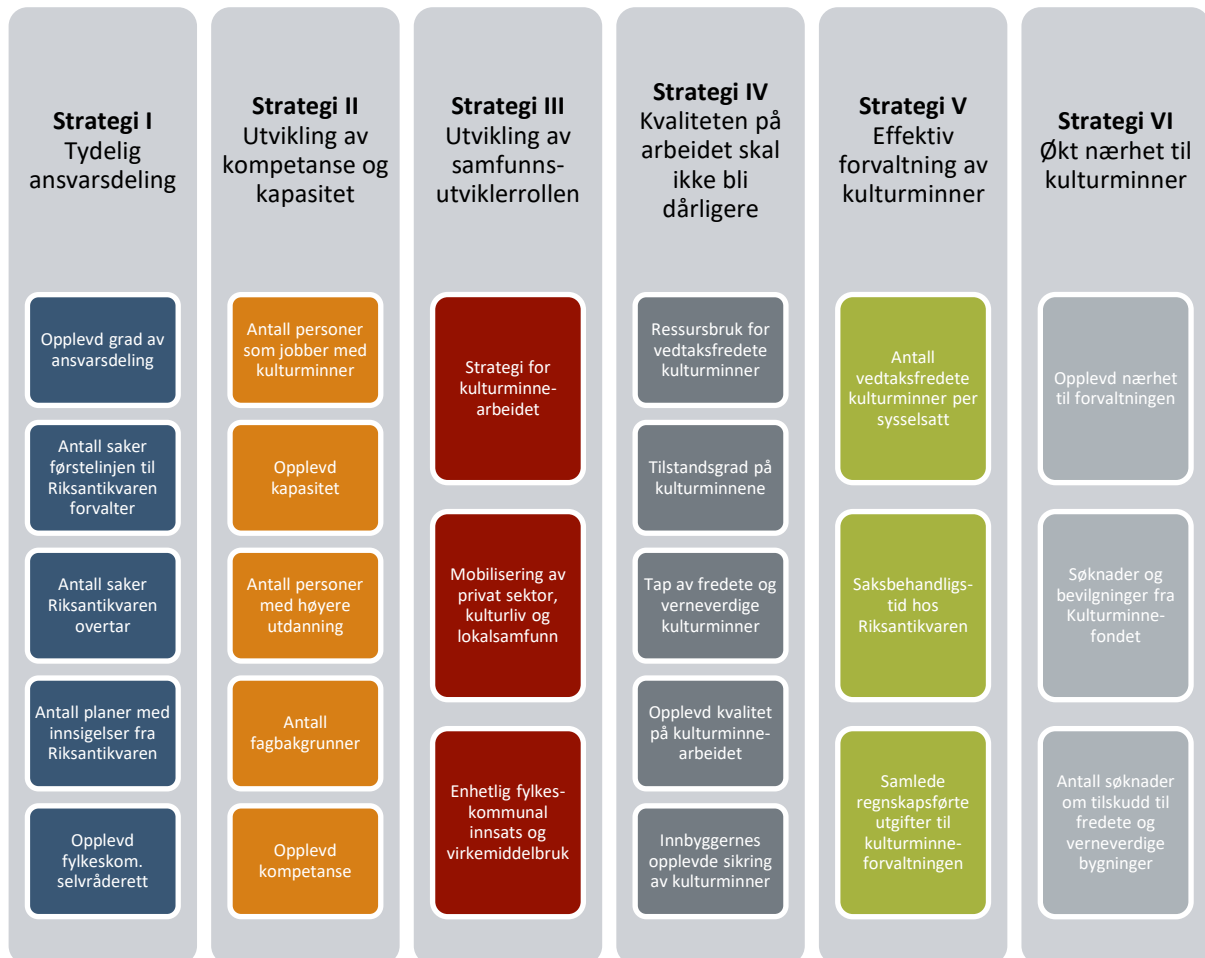 Strategi I
Tydelig
ansvarsdeling
Opplevd grad av
ansvarsdeling
Antall saker
førstelinjen til
Riksantikvaren
forvalter
Antall saker
Riksantikvaren
overtar
Antall planer med
innsigelser fra
Riksantikvaren
Opplevd
fylkeskom.
selvråderett
Strategi II
Utvikling av
kompetanse og
kapasitet
Antall personer
som jobber med
kulturminner
Opplevd
kapasitet
Antall personer
med høyere
utdanning
Antall
fagbakgrunner
Opplevd
kompetanse
Strategi III
Utvikling av
samfunns-
utviklerrollen
Strategi for
kulturminne-
arbeidet
Mobilisering av
privat sektor,
kulturliv og
lokalsamfunn
Enhetlig fylkes-
kommunal
innsats og
virkemiddelbruk
Strategi IV
Kvaliteten på
arbeidet skal
ikke bli
dårligere
Ressursbruk for
vedtaksfredete
kulturminner
Tilstandsgrad på
kulturminnene
Tap av fredete og
verneverdige
kulturminner
Opplevd kvalitet
på kulturminne-
arbeidet
Innbyggernes
opplevde sikring
av kulturminner
Strategi V
Effektiv
forvaltning av
kulturminner
Antall
vedtaksfredete
kulturminner per
sysselsatt
Saksbehandligs-
tid hos
Riksantikvaren
Samlede
regnskapsførte
utgifter til
kulturminne-
forvaltningen
Strategi VI
Økt nærhet til
kulturminner
Opplevd nærhet
til forvaltningen
Søknader og
bevilgninger fra
Kulturminne-
fondet
Antall søknader
om tilskudd til
fredete og
verneverdige
bygninger